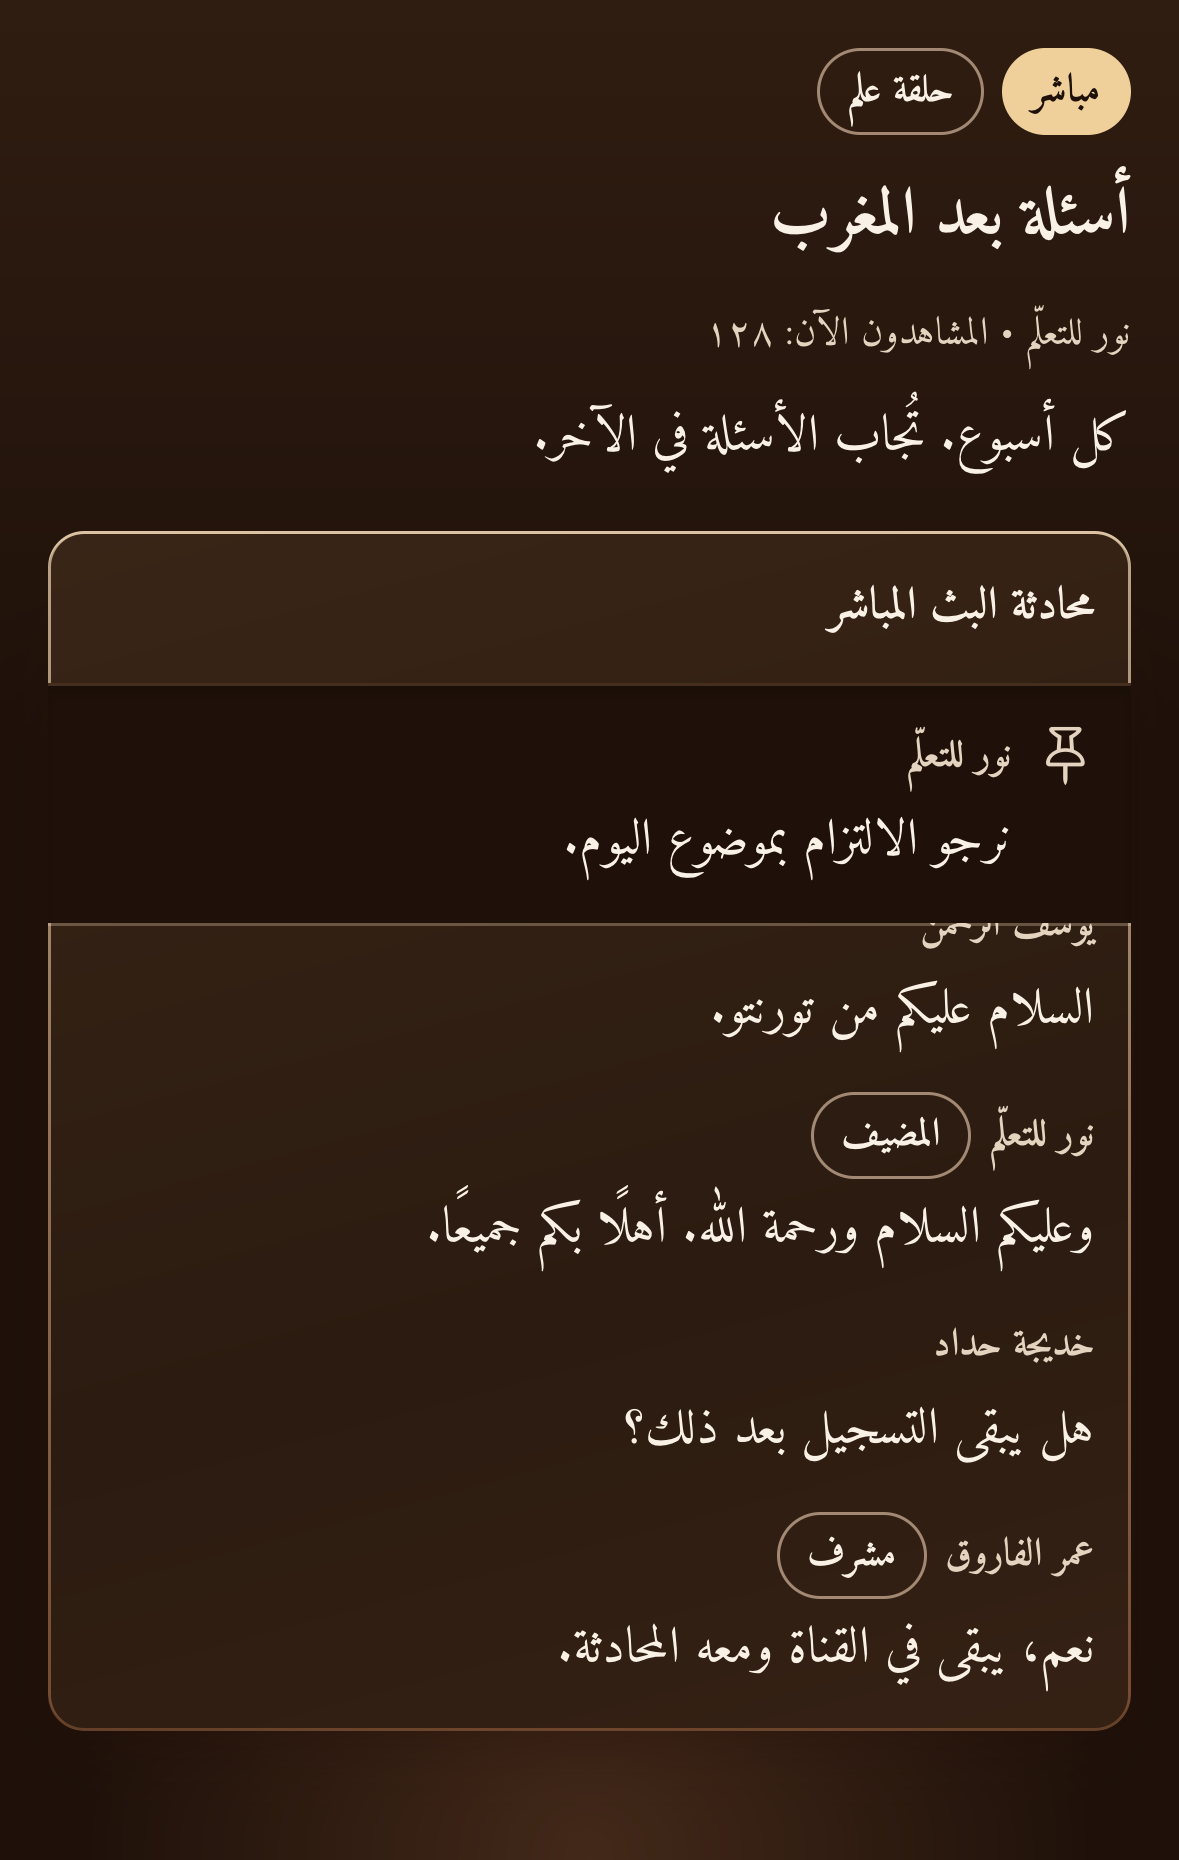 مباشر
حلقة علم
أسئلة بعد المغرب
نور للتعلّم • المشاهدون الآن: ١٢٨
كل أسبوع. تُجاب الأسئلة في الآخر.
محادثة البث المباشر
نور للتعلّم
نرجو الالتزام بموضوع اليوم.
يوسف الرحمن
السلام عليكم من تورنتو.
نور للتعلّم المضيف
وعليكم السلام ورحمة الله. أهلًا بكم جميعًا.
خديجة حداد
هل يبقى التسجيل بعد ذلك؟
عمر الفاروق مشرف
نعم، يبقى في القناة ومعه المحادثة.